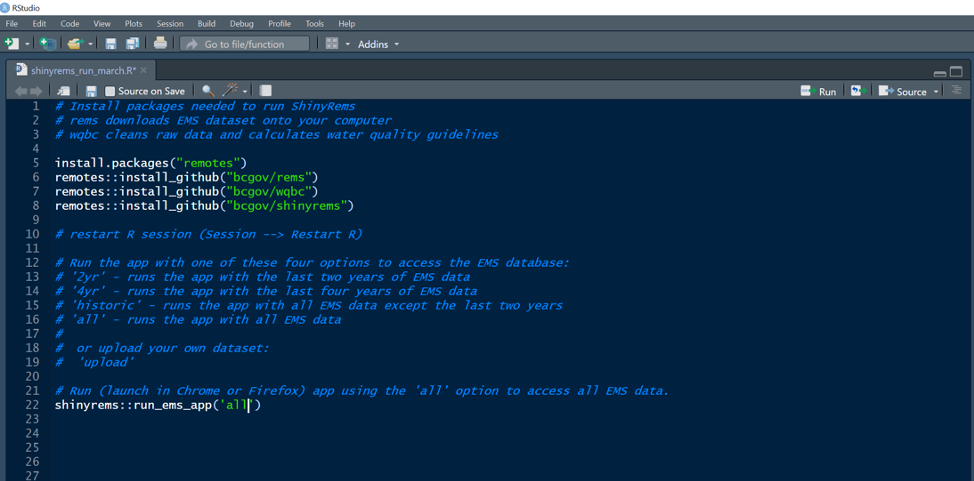 RStudio
File Edit Code View Plots Session Build Debug Profile Tools Help
Go to file/function Addins
shinyrems_run_march.R*
Source on Save Run Source
1 # Install packages needed to run ShinyRems
2 # rems downloads EMS dataset onto your computer
3 # wqbc cleans raw data and calculates water quality guidelines
4
5 install.packages("remotes")
6 remotes::install_github("bcgov/rems")
7 remotes::install_github("bcgov/wqbc")
8 remotes::install_github("bcgov/shinyrems")
9
10 # restart R session (Session --> Restart R)
11
12 # Run the app with one of these four options to access the EMS database:
13 # '2yr' - runs the app with the last two years of EMS data
14 # '4yr' - runs the app with the last four years of EMS data
15 # 'historic' - runs the app with all EMS data except the last two years
16 # 'all' - runs the app with all EMS data
17 #
18 #  or upload your own dataset:
19 #  'upload'
20
21 # Run (launch in Chrome or Firefox) app using the 'all' option to access all EMS data.
22 shinyrems::run_ems_app('all')
23
24
25
26
27